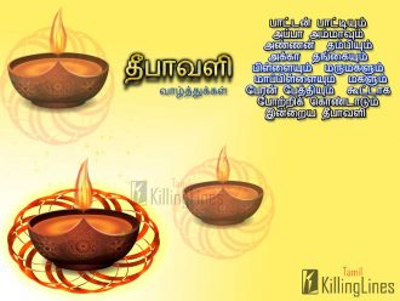 தீபாவளி
வாழ்த்துக்கள்
பாட்டன் பாட்டியும்
அப்பா அம்மாவும்
அண்ணன் தம்பியும்
அக்கா தங்கையும்
பிள்ளையும் மருமகளும்
மாப்பிள்ளையும் மகளும்
பேரன் பேத்தியும் கூட்டாக
போற்றிக் கொண்டாடும்
இன்றைய தீபாவளி
Tamil
KillingLines
Tamil
KillingLines